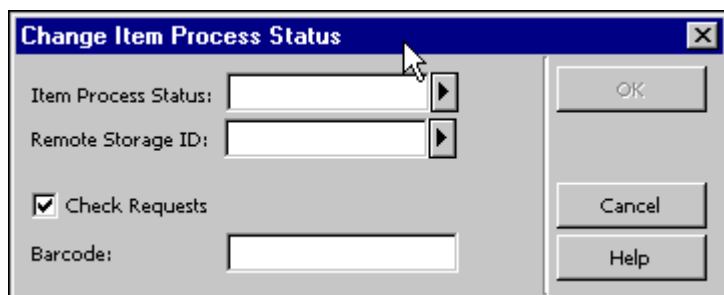 Change Item Process Status
Item Process Status:
OK
Remote Storage ID:
Check Requests
Cancel
Barcode:
Help